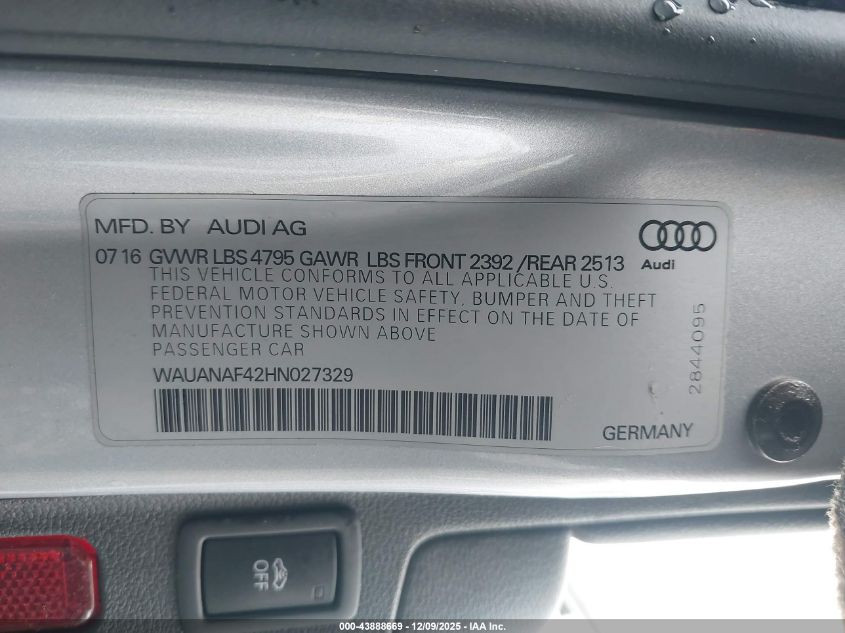 MFD. BY AUDI AG
07 16 GVWR LBS 4795 GAWR LBS FRONT 2392 /REAR 2513
Audi
THIS VEHICLE CONFORMS TO ALL APPLICABLE U.S.
FEDERAL MOTOR VEHICLE SAFETY, BUMPER AND THEFT
PREVENTION STANDARDS IN EFFECT ON THE DATE OF
MANUFACTURE SHOWN ABOVE
PASSENGER CAR
2844095
WAUANAF42HN027329
GERMANY
OFF
000-43888669 - 12/09/2025 - IAA Inc.